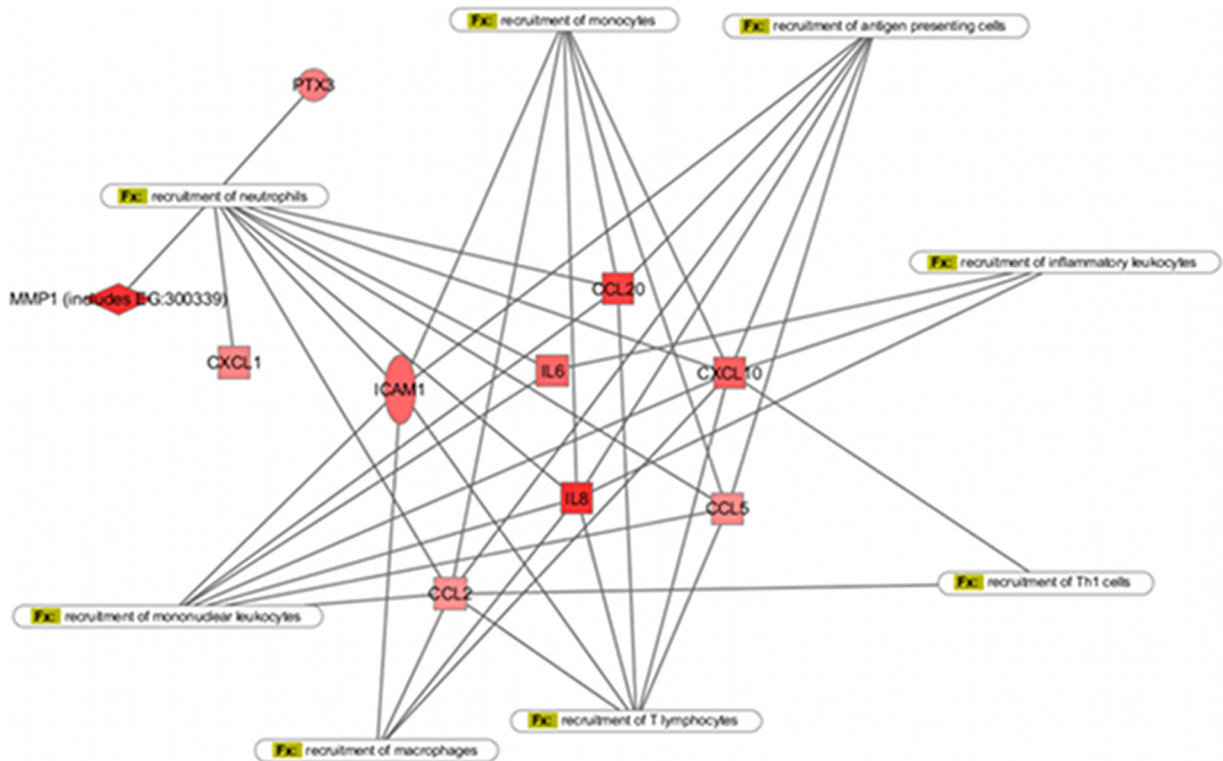 Fx: recruitment of monocytes
Fx: recruitment of antigen presenting cells
PTX3
Fx: recruitment of neutrophils
Fx: recruitment of inflammatory leukocytes
CCL20
MMP1 (includes EG:300339)
CXCL1
IL6
CXCL10
ICAM1
IL8
CCL5
Fx: recruitment of Th1 cells
CCL2
Fx: recruitment of mononuclear leukocytes
Fx: recruitment of T lymphocytes
Fx: recruitment of macrophages